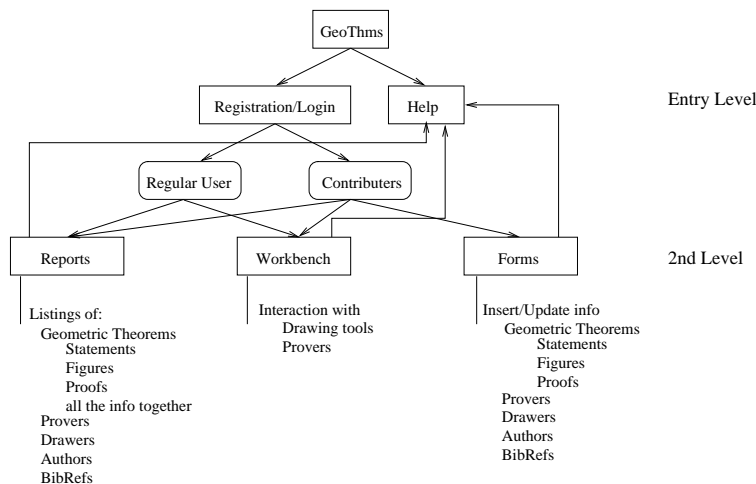 GeoThms
Registration/Login
Help
Entry Level
Regular User
Contributers
Reports
Workbench
Forms
2nd Level
Listings of:
Geometric Theorems
Statements
Figures
Proofs
all the info together
Provers
Drawers
Authors
BibRefs
Interaction with
Drawing tools
Provers
Insert/Update info
Geometric Theorems
Statements
Figures
Proofs
Provers
Drawers
Authors
BibRefs